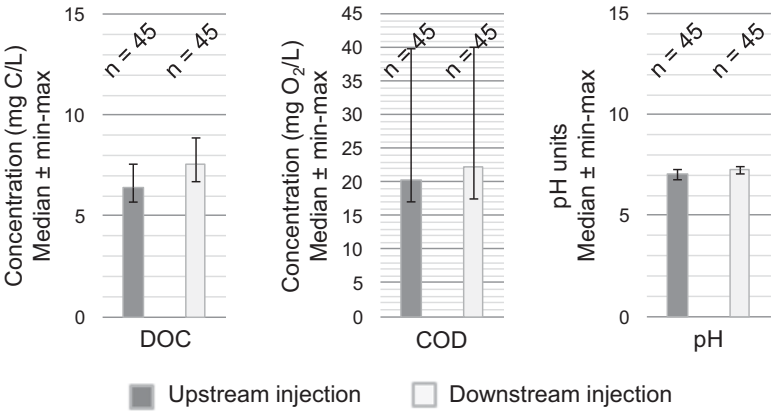 Concentration (mg C/L)
Median ± min-max
15
10
5
0
n = 45
n = 45
DOC
Concentration (mg O₂/L)
Median ± min-max
45
40
35
30
25
20
15
10
5
0
n = 45
n = 45
COD
pH units
Median ± min-max
15
10
5
0
n = 45
n = 45
pH
Upstream injection
Downstream injection